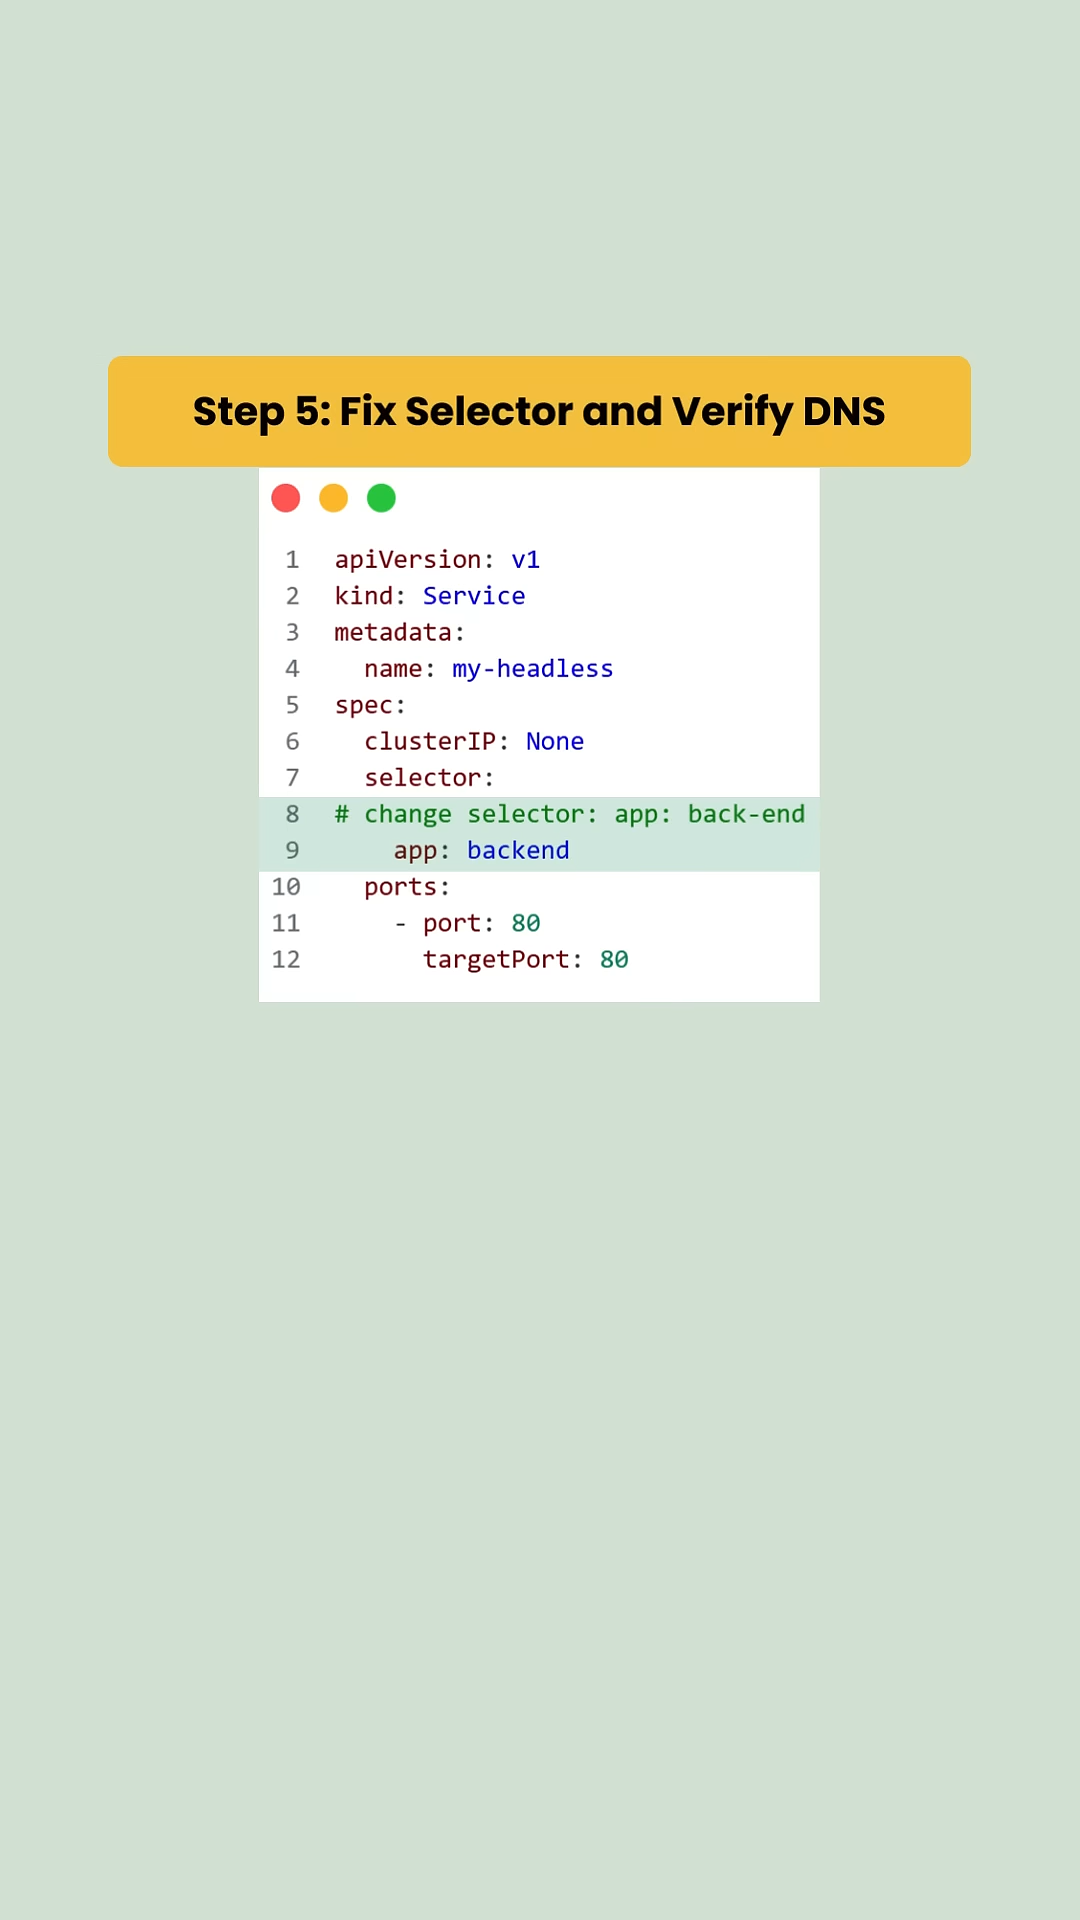 Step 5: Fix Selector and Verify DNS
1 apiVersion: v1
2 kind: Service
3 metadata:
4   name: my-headless
5 spec:
6   clusterIP: None
7   selector:
8 # change selector: app: back-end
9     app: backend
10   ports:
11     - port: 80
12       targetPort: 80